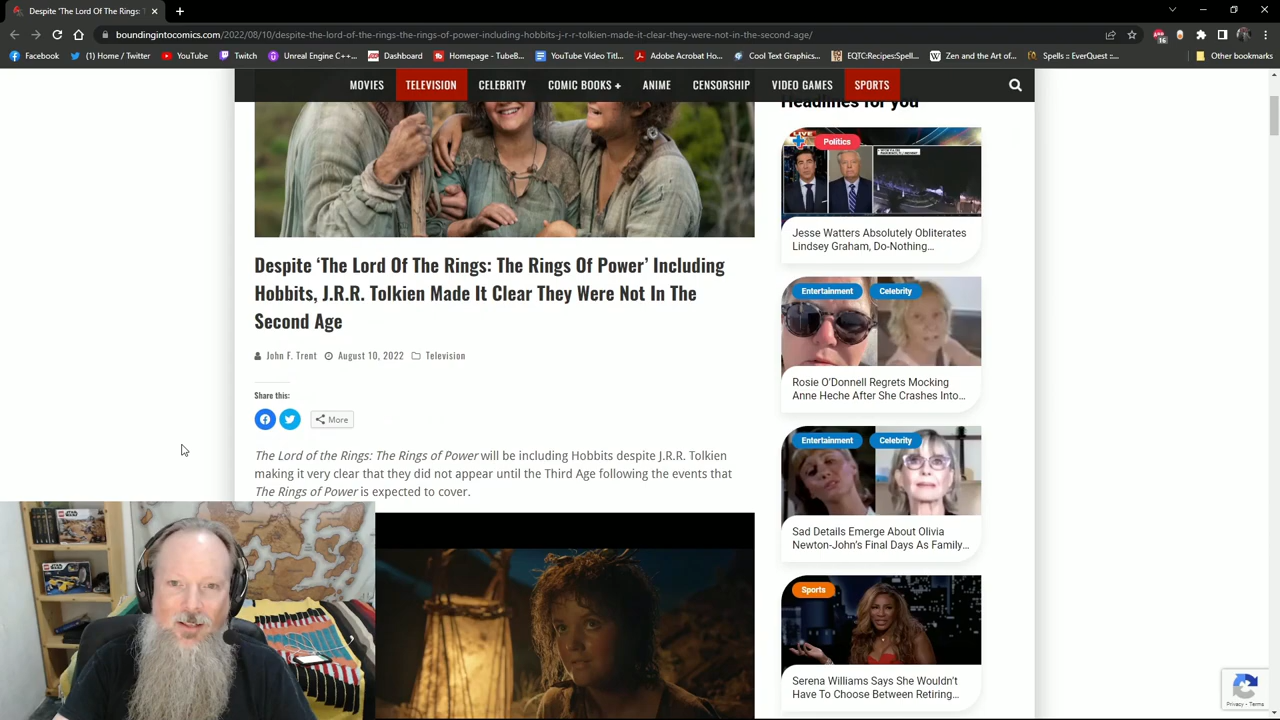 Despite 'The Lord Of The Rings: T
boundingintocomics.com/2022/08/10/despite-the-lord-of-the-rings-the-rings-of-power-including-hobbits-j-r-r-tolkien-made-it-clear-they-were-not-in-the-second-age/
Facebook
(1) Home / Twitter
YouTube
Twitch
Unreal Engine C++...
Dashboard
Homepage - TubeB...
YouTube Video Titl...
Adobe Acrobat Ho...
Cool Text Graphics...
EQTC:Recipes:Spell...
Zen and the Art of...
Spells :: EverQuest :...
Other bookmarks
MOVIES
TELEVISION
CELEBRITY
COMIC BOOKS +
ANIME
CENSORSHIP
VIDEO GAMES
SPORTS
Despite ‘The Lord Of The Rings: The Rings Of Power’ Including
Hobbits, J.R.R. Tolkien Made It Clear They Were Not In The
Second Age
John F. Trent
August 10, 2022
Television
Share this:
More
The Lord of the Rings: The Rings of Power will be including Hobbits despite J.R.R. Tolkien
making it very clear that they did not appear until the Third Age following the events that
The Rings of Power is expected to cover.
Headlines for you
Politics
Jesse Watters Absolutely Obliterates
Lindsey Graham, Do-Nothing...
Entertainment
Celebrity
Rosie O’Donnell Regrets Mocking
Anne Heche After She Crashes Into...
Entertainment
Celebrity
Sad Details Emerge About Olivia
Newton-John’s Final Days As Family...
Sports
Serena Williams Says She Wouldn’t
Have To Choose Between Retiring...
Privacy - Terms